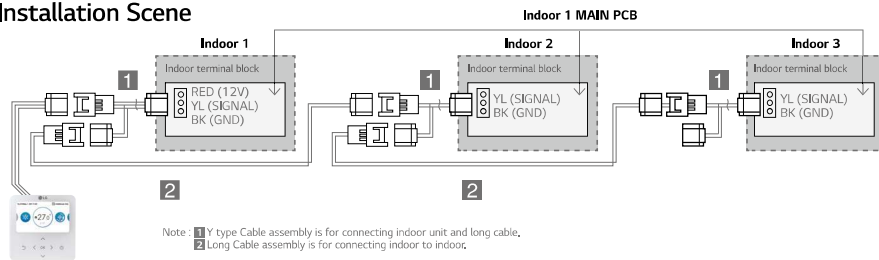 Installation Scene
Indoor 1 MAIN PCB
Indoor 1
Indoor 2
Indoor 3
Indoor terminal block
Indoor terminal block
Indoor terminal block
1
1
1
RED (12V)
YL (SIGNAL)
BK (GND)
YL (SIGNAL)
BK (GND)
YL (SIGNAL)
BK (GND)
2
2
LG
OK
Note : 1 Y type Cable assembly is for connecting indoor unit and long cable.
2 Long Cable assembly is for connecting indoor to indoor.